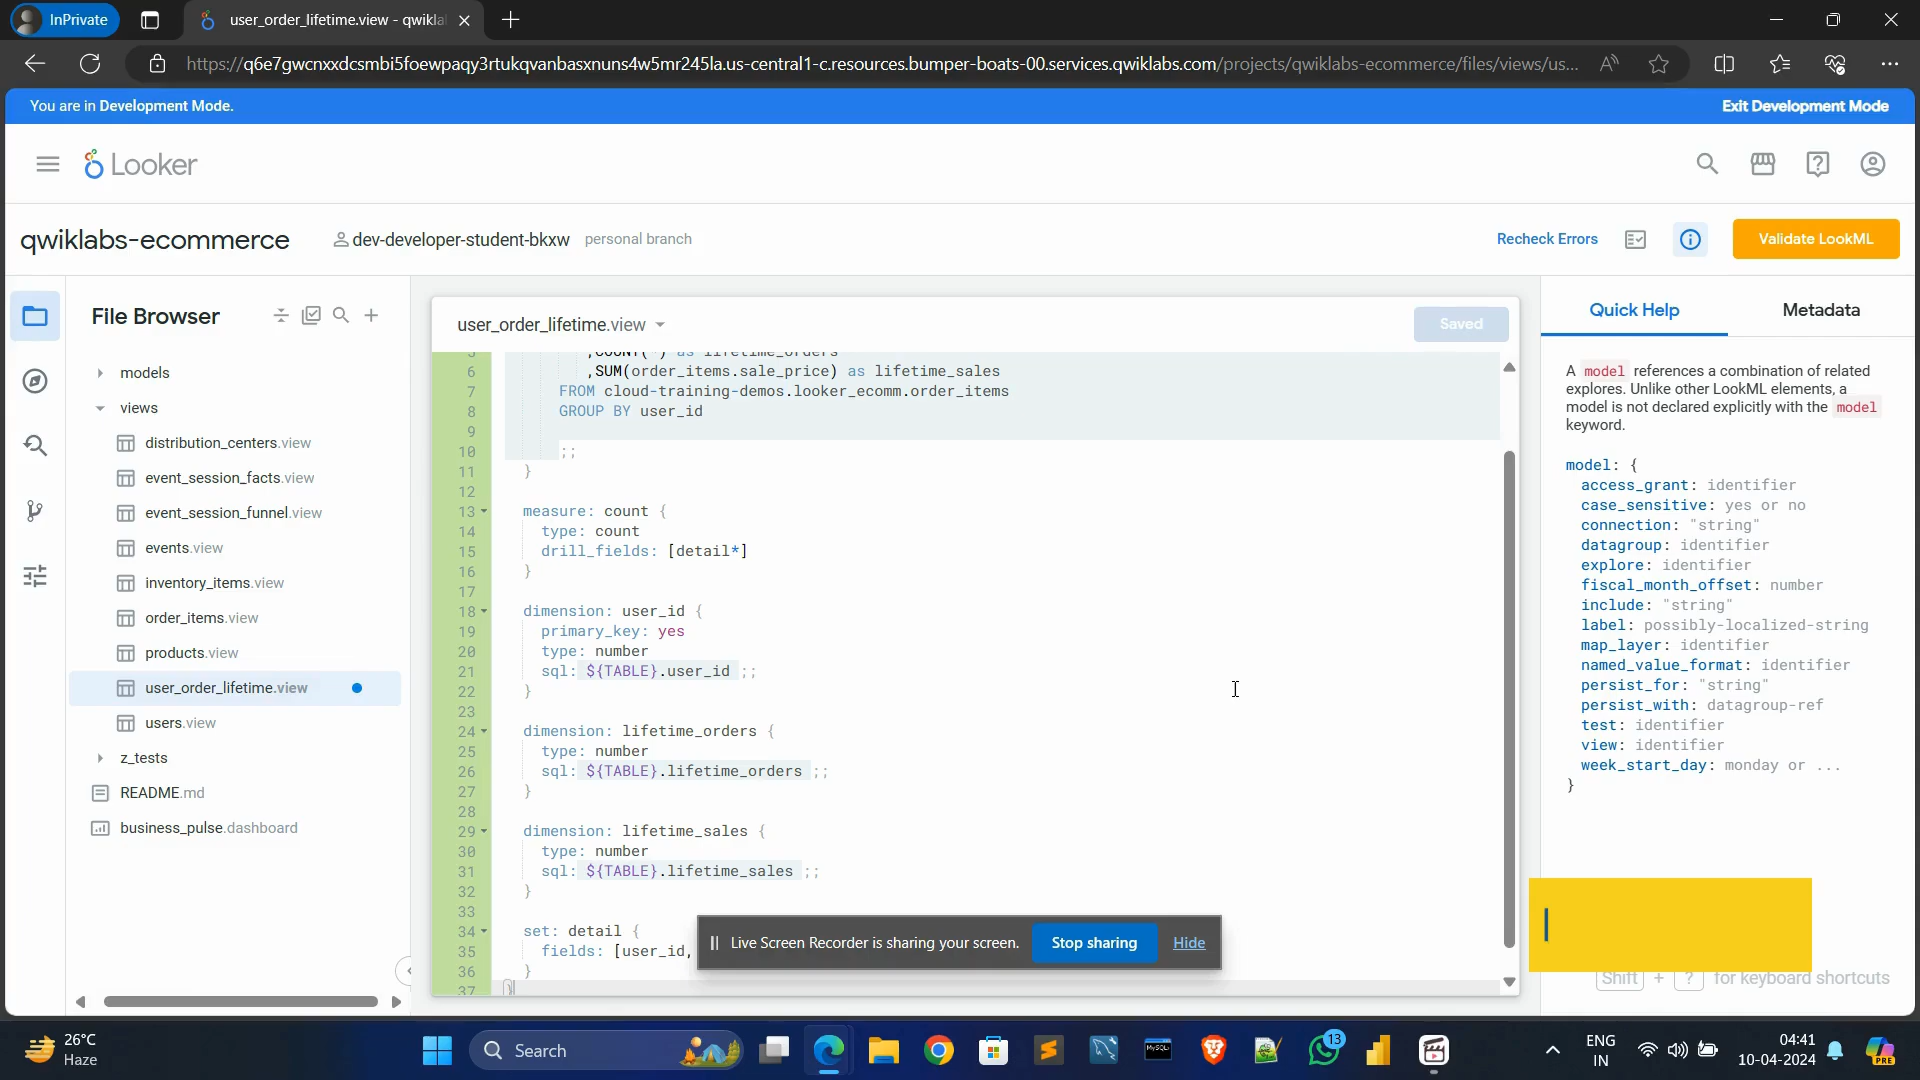 InPrivate
user_order_lifetime.view - qwikla
https://q6e7gwcnxxdcsmbi5foewpaqy3rtukqvanbasxnuns4w5mr245la.us-central1-c.resources.bumper-boats-00.services.qwiklabs.com/projects/qwiklabs-ecommerce/files/views/us...
You are in Development Mode.
Exit Development Mode
Looker
qwiklabs-ecommerce
dev-developer-student-bkxw personal branch
Recheck Errors
Validate LookML
File Browser
models
views
distribution_centers.view
event_session_facts.view
event_session_funnel.view
events.view
inventory_items.view
order_items.view
products.view
user_order_lifetime.view
users.view
z_tests
README.md
business_pulse.dashboard
user_order_lifetime.view
Saved
5 ,COUNT(*) as lifetime_orders
6 ,SUM(order_items.sale_price) as lifetime_sales
7 FROM cloud-training-demos.looker_ecomm.order_items
8 GROUP BY user_id
9
10 ;;
11 }
12
13 measure: count {
14 type: count
15 drill_fields: [detail*]
16 }
17
18 dimension: user_id {
19 primary_key: yes
20 type: number
21 sql: ${TABLE}.user_id ;;
22 }
23
24 dimension: lifetime_orders {
25 type: number
26 sql: ${TABLE}.lifetime_orders ;;
27 }
28
29 dimension: lifetime_sales {
30 type: number
31 sql: ${TABLE}.lifetime_sales ;;
32 }
33
34 set: detail {
35 fields: [user_id,
36 }
37 }
Quick Help
Metadata
A model references a combination of related
explores. Unlike other LookML elements, a
model is not declared explicitly with the model
keyword.
model: {
access_grant: identifier
case_sensitive: yes or no
connection: "string"
datagroup: identifier
explore: identifier
fiscal_month_offset: number
include: "string"
label: possibly-localized-string
map_layer: identifier
named_value_format: identifier
persist_for: "string"
persist_with: datagroup-ref
test: identifier
view: identifier
week_start_day: monday or ...
}
Shift + ? for keyboard shortcuts
Live Screen Recorder is sharing your screen.
Stop sharing
Hide
26°C
Haze
Search
MySQL
13
ENG
IN
04:41
10-04-2024
PRE